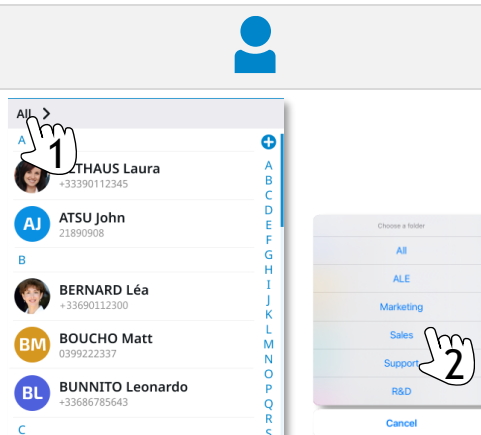 All >
1
A
THAUS Laura
+33390112345
AJ
ATSU John
21890908
B
BERNARD Léa
+33690112300
BM
BOUCHO Matt
0399222337
BL
BUNNITO Leonardo
+33686785643
C
A
B
C
D
E
F
G
H
I
J
K
L
M
N
O
P
Q
R
S
Choose a folder
All
ALE
Marketing
Sales
Support
2
R&D
Cancel